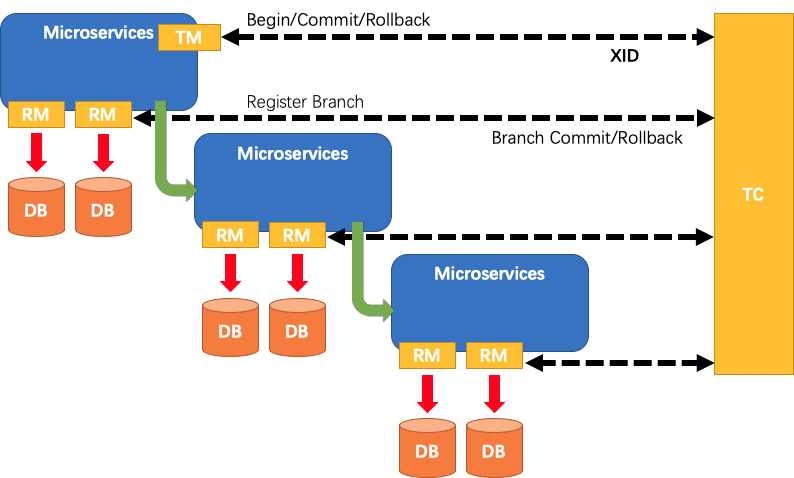 Begin/Commit/Rollback
Microservices
TM
XID
Register Branch
RM
RM
Branch Commit/Rollback
Microservices
TC
DB
DB
RM
RM
Microservices
DB
DB
RM
RM
DB
DB